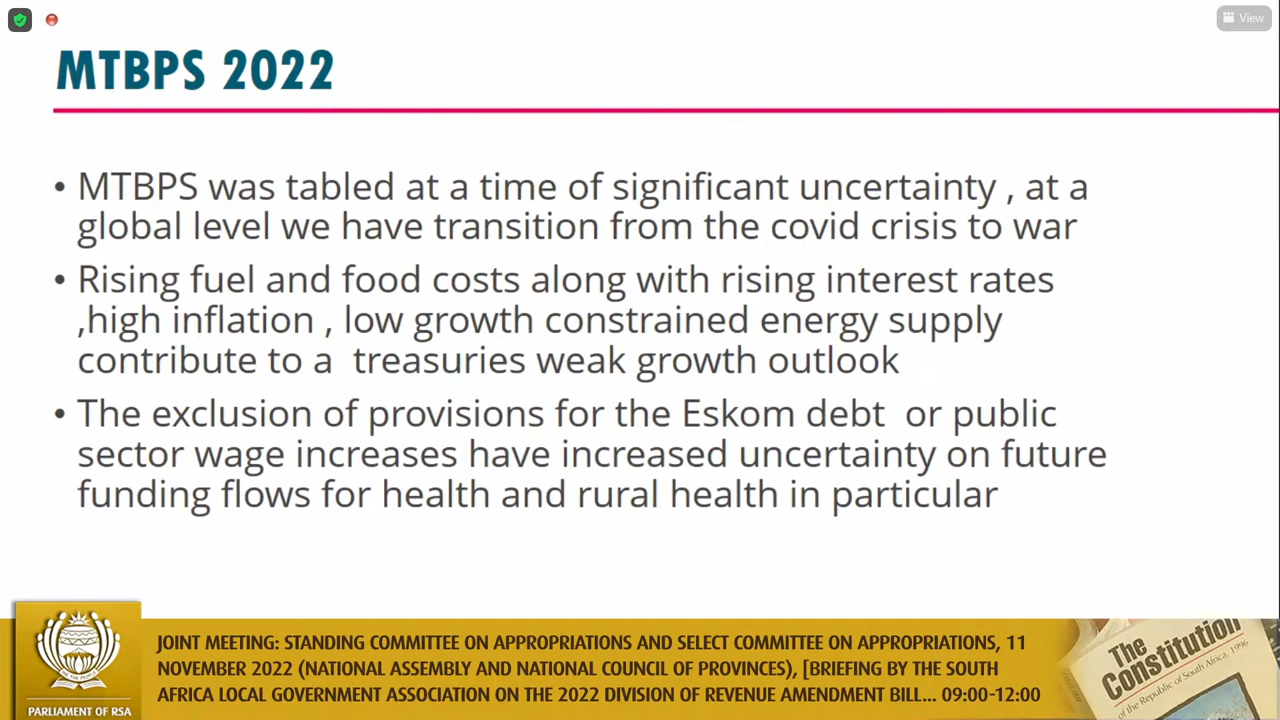 View
MTBPS 2022
• MTBPS was tabled at a time of significant uncertainty , at a
global level we have transition from the covid crisis to war
• Rising fuel and food costs along with rising interest rates
,high inflation , low growth constrained energy supply
contribute to a  treasuries weak growth outlook
• The exclusion of provisions for the Eskom debt  or public
sector wage increases have increased uncertainty on future
funding flows for health and rural health in particular
JOINT MEETING: STANDING COMMITTEE ON APPROPRIATIONS AND SELECT COMMITTEE ON APPROPRIATIONS, 11
NOVEMBER 2022 (NATIONAL ASSEMBLY AND NATIONAL COUNCIL OF PROVINCES), [BRIEFING BY THE SOUTH
AFRICA LOCAL GOVERNMENT ASSOCIATION ON THE 2022 DIVISION OF REVENUE AMENDMENT BILL... 09:00-12:00
PARLIAMENT OF RSA
The
Constitution
of the Republic of South Africa, 1996